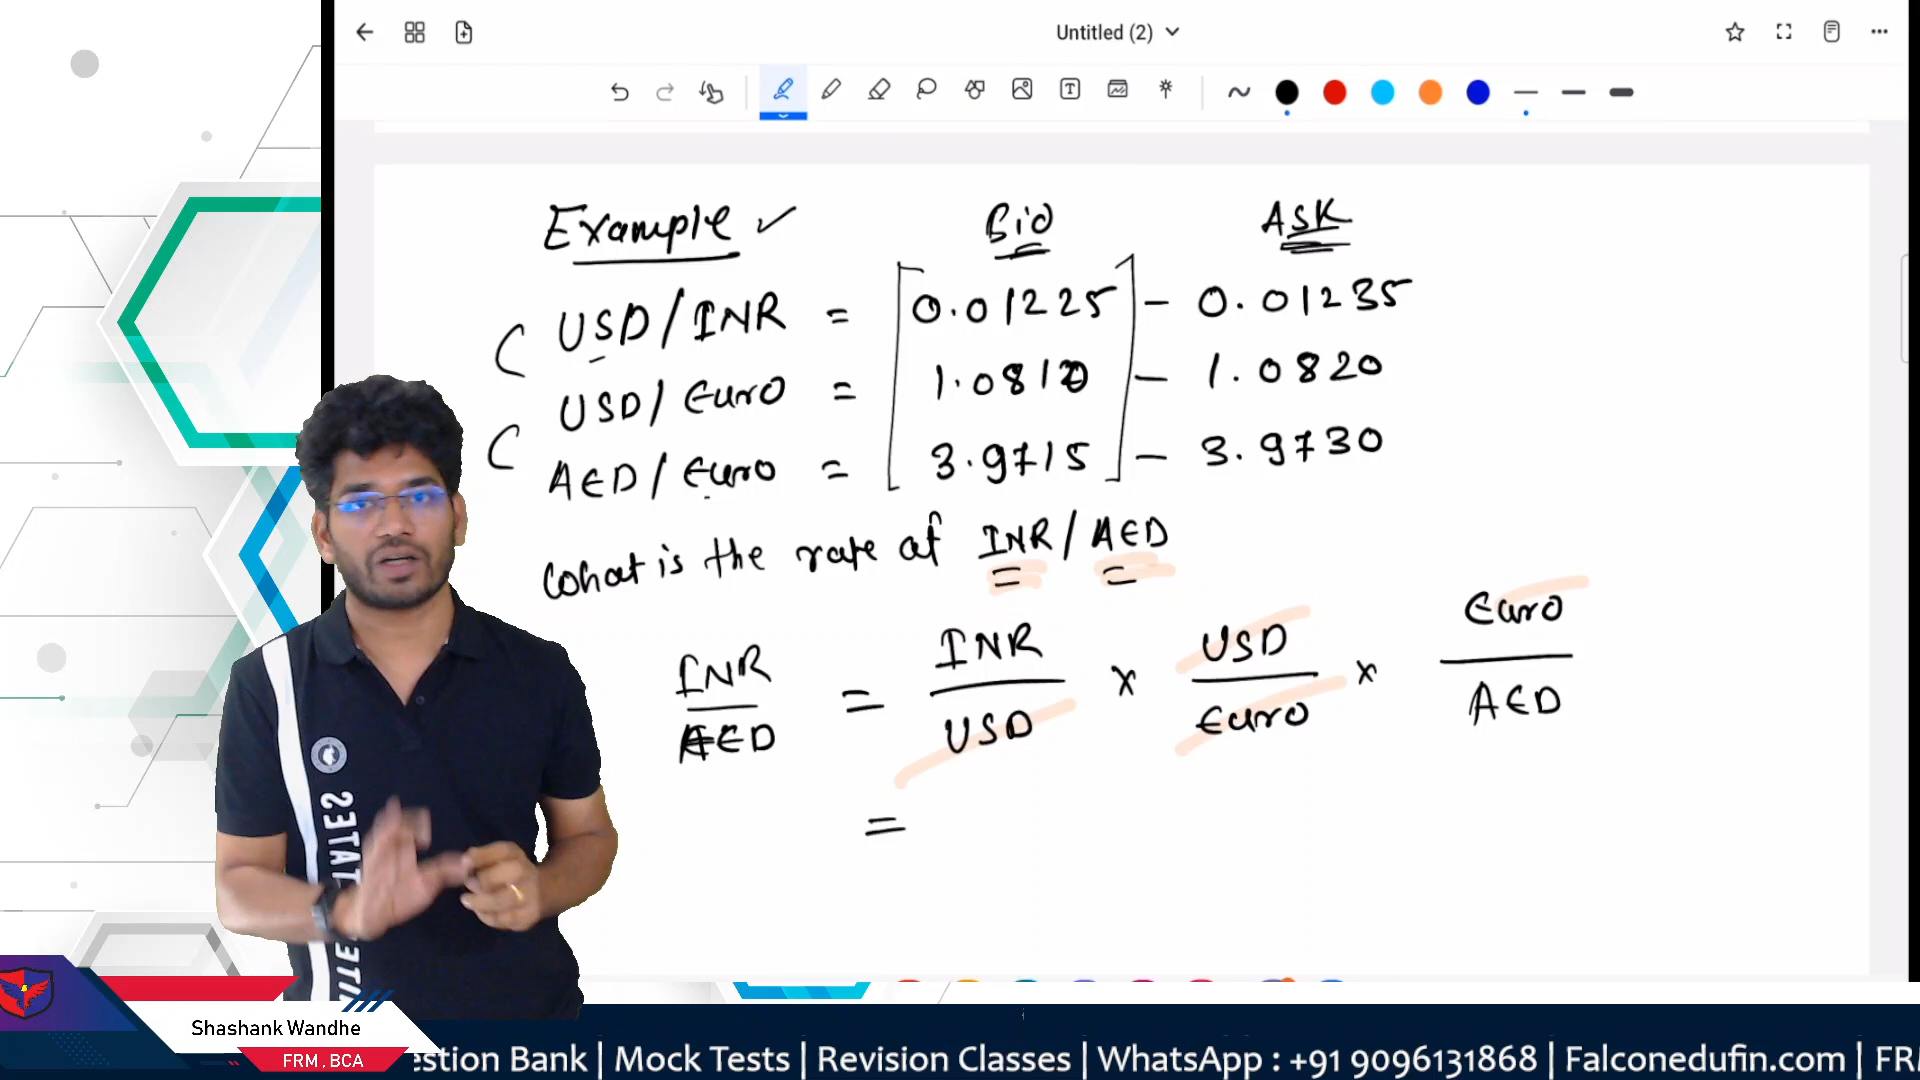 Untitled (2)
Example ✓ Bid ASK
USD/INR = 0.01225 - 0.01235
USD/Euro = 1.0810 - 1.0820
AED/Euro = 3.9715 - 3.9730
What is the rate of INR/AED
INR/AED = INR/USD x USD/Euro x Euro/AED
=
STATES
Shashank Wandhe
FRM, BCA
estion Bank | Mock Tests | Revision Classes | WhatsApp : +91 9096131868 | Falconedufin.com | FR